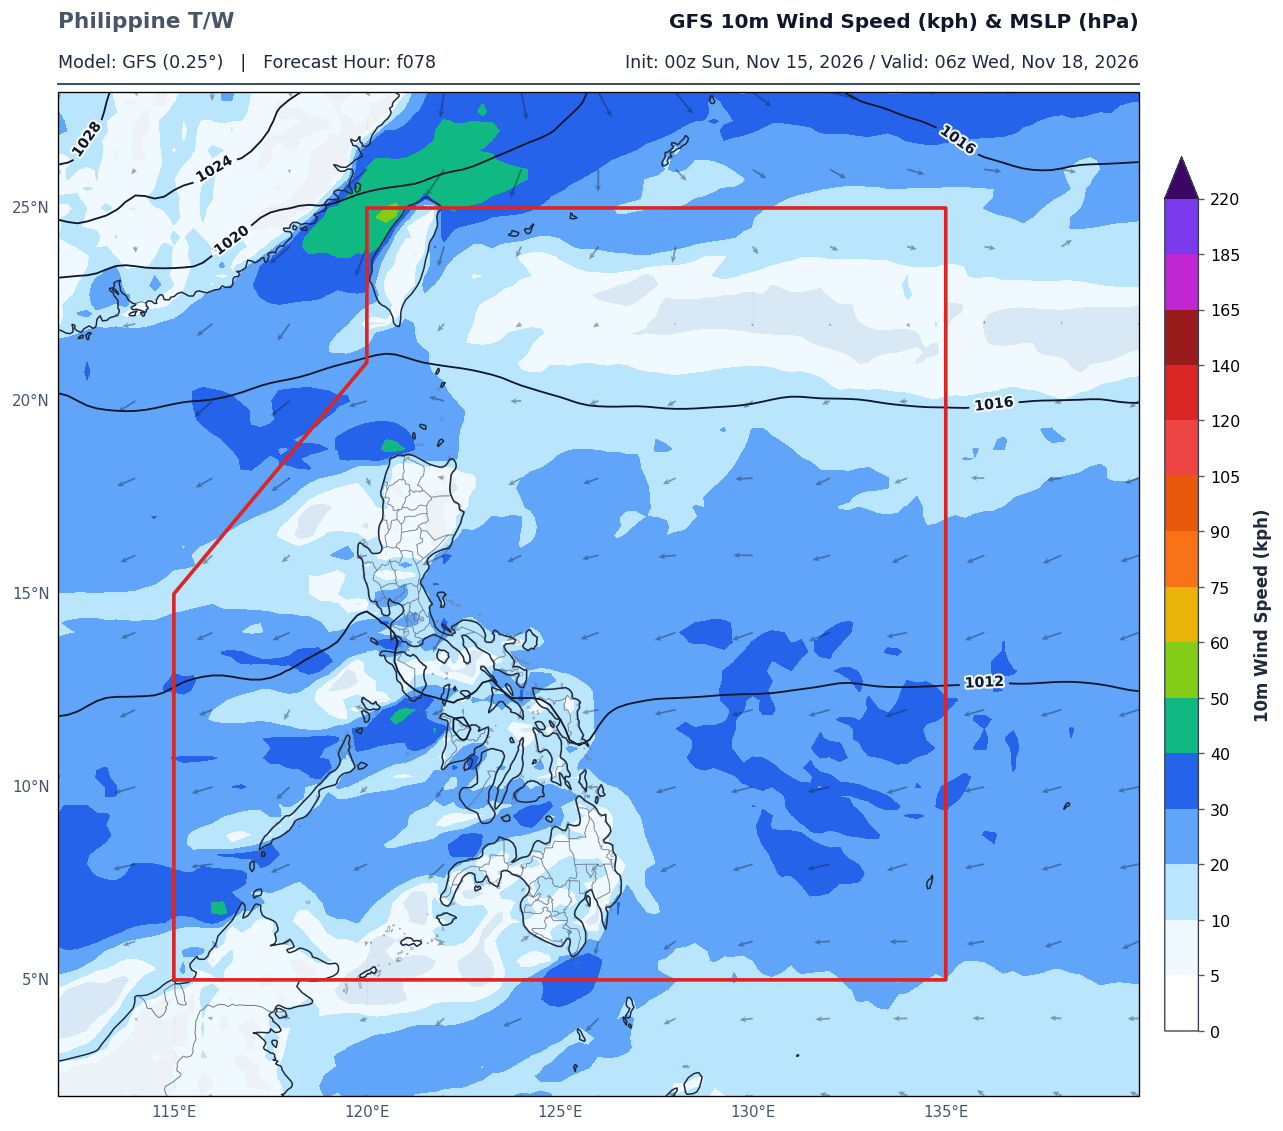 Philippine T/W
GFS 10m Wind Speed (kph) & MSLP (hPa)
Model: GFS (0.25°)   |   Forecast Hour: f078
Init: 00z Sun, Nov 15, 2026 / Valid: 06z Wed, Nov 18, 2026
1028
1024
1020
1016
1016
1012
25°N
20°N
15°N
10°N
5°N
115°E
120°E
125°E
130°E
135°E
220
185
165
140
120
105
90
75
60
50
40
30
20
10
5
0
10m Wind Speed (kph)